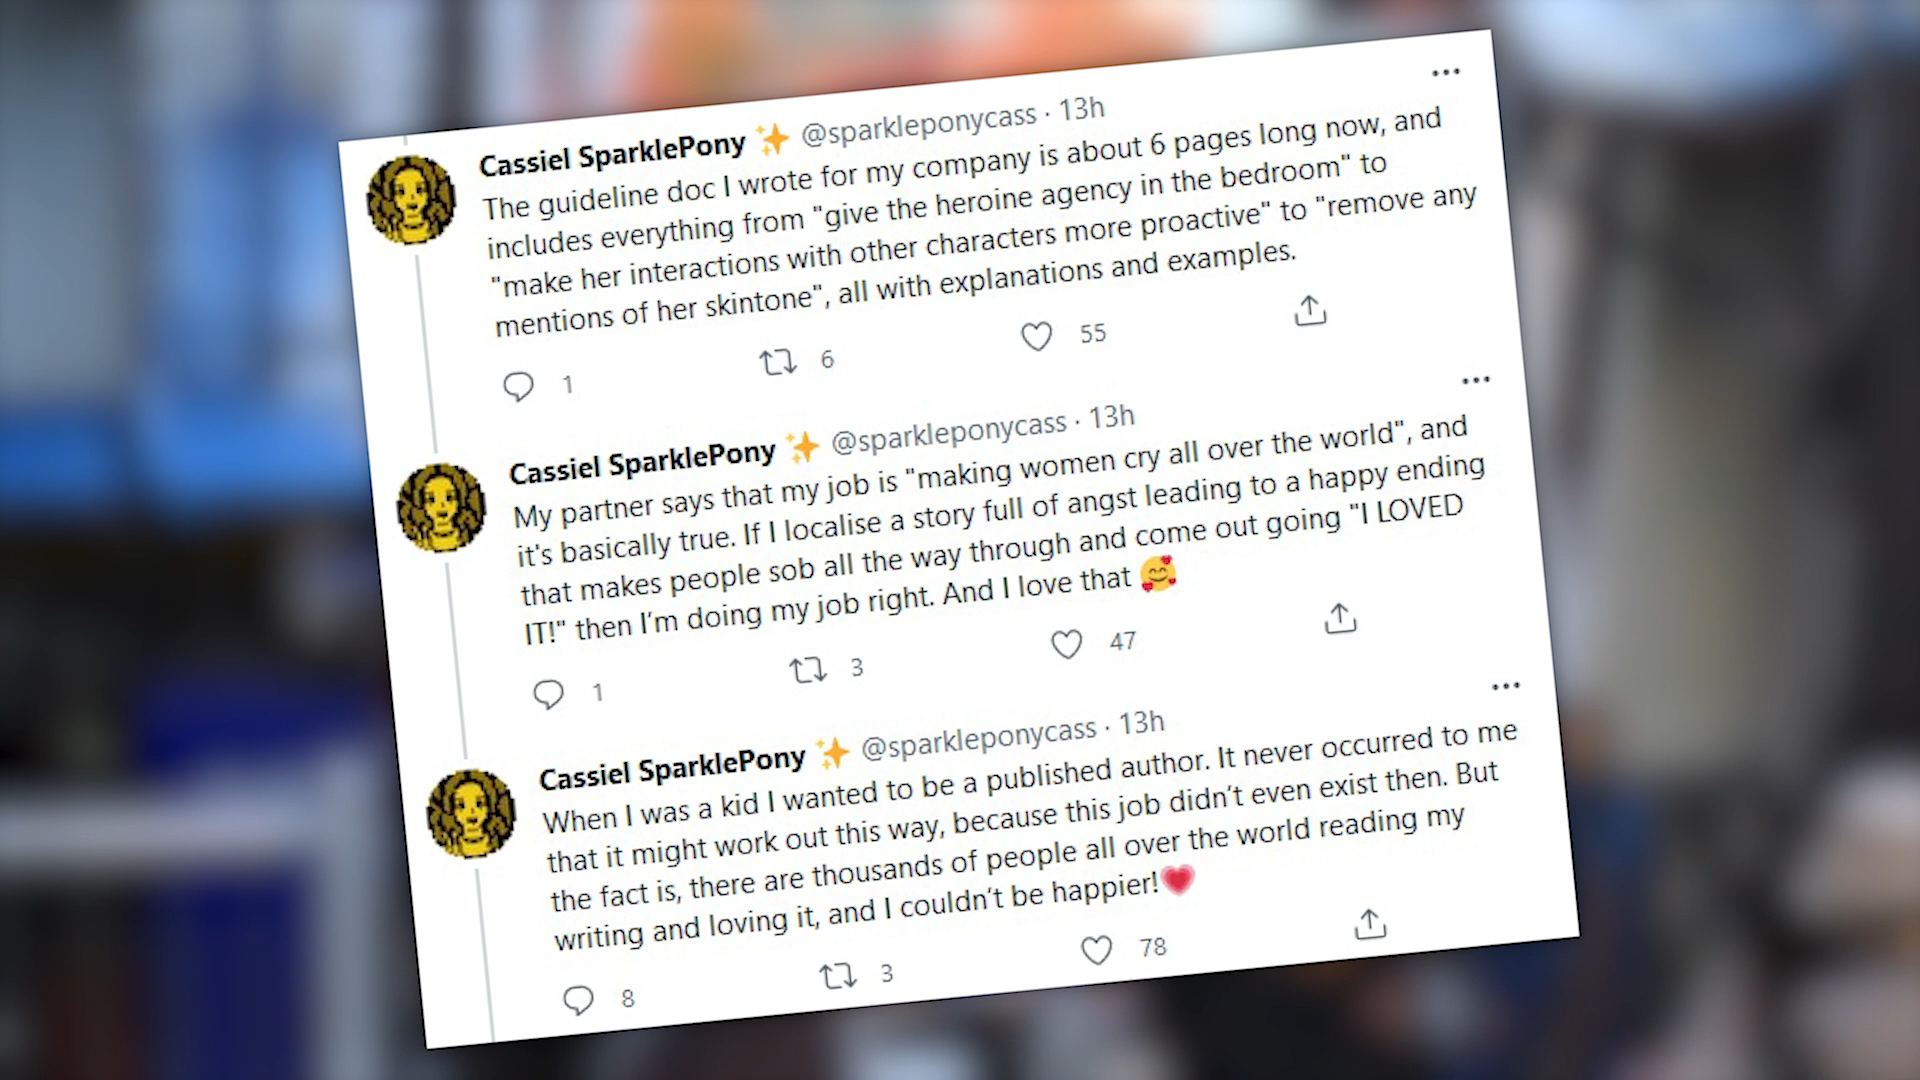 Cassiel SparklePony ✨ @sparkleponycass · 13h
The guideline doc I wrote for my company is about 6 pages long now, and
includes everything from "give the heroine agency in the bedroom" to
"make her interactions with other characters more proactive" to "remove any
mentions of her skintone", all with explanations and examples.
1 6 55
Cassiel SparklePony ✨ @sparkleponycass · 13h
My partner says that my job is "making women cry all over the world", and
it's basically true. If I localise a story full of angst leading to a happy ending
that makes people sob all the way through and come out going "I LOVED
IT!" then I'm doing my job right. And I love that 🥰
1 3 47
Cassiel SparklePony ✨ @sparkleponycass · 13h
When I was a kid I wanted to be a published author. It never occurred to me
that it might work out this way, because this job didn't even exist then. But
the fact is, there are thousands of people all over the world reading my
writing and loving it, and I couldn't be happier!💗
8 3 78